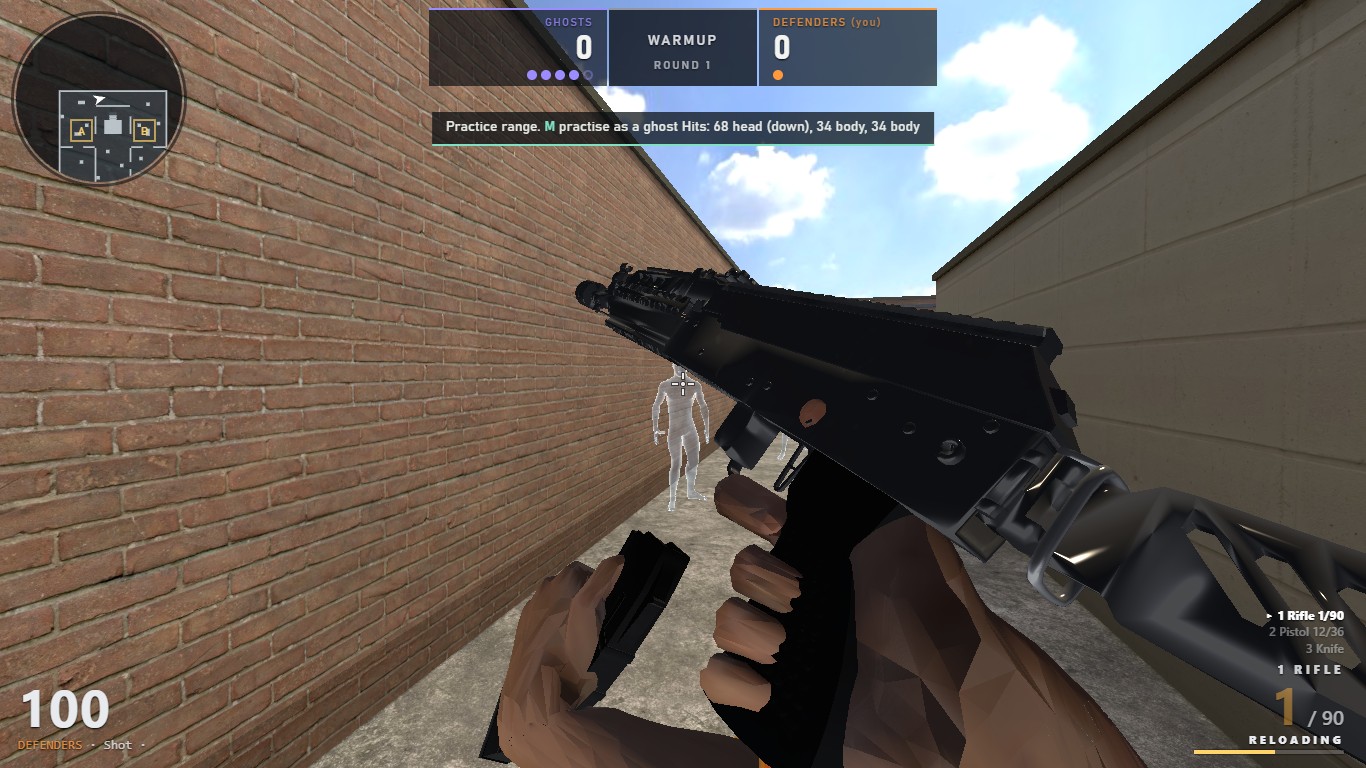 GHOSTS
0
WARMUP
ROUND 1
DEFENDERS (you)
0
Practice range. M practise as a ghost Hits: 68 head (down), 34 body, 34 body
A
B
1 Rifle 1/90
2 Pistol 12/36
3 Knife
1 RIFLE
1 / 90
RELOADING
100
DEFENDERS · Shot ·